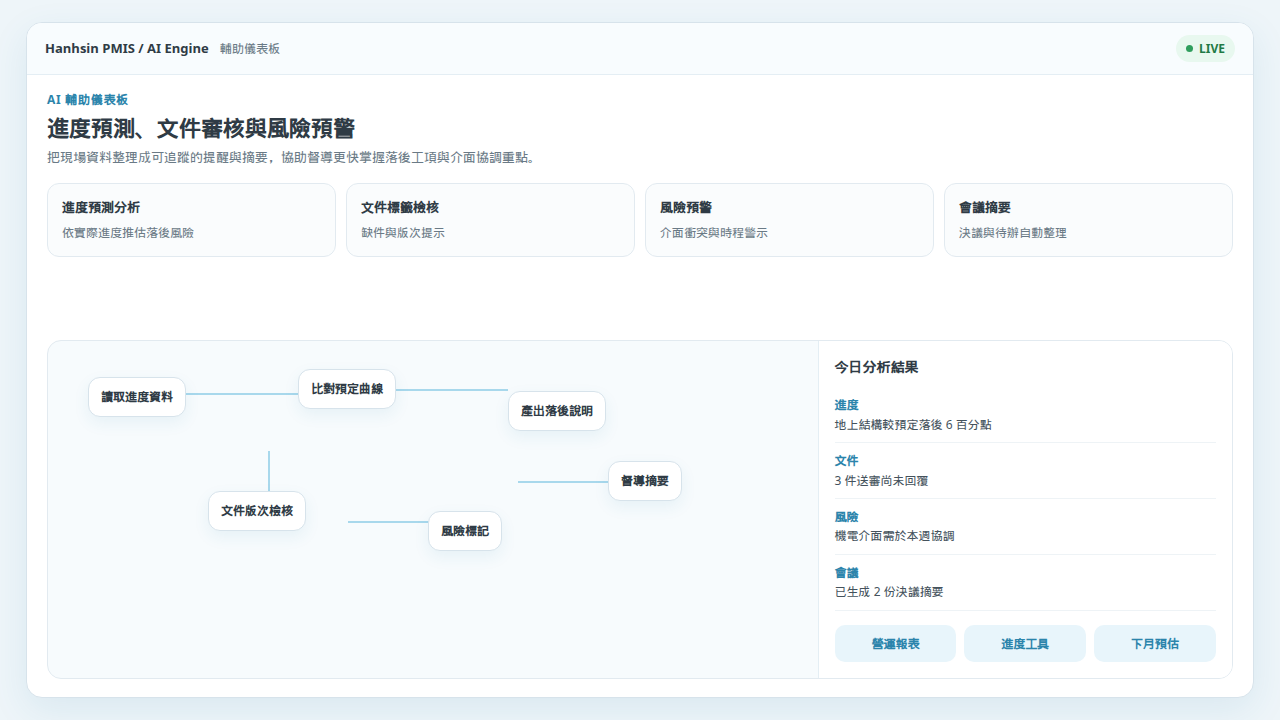 Hanhsin PMIS / AI Engine 輔助儀表板
LIVE
AI 輔助儀表板
進度預測、文件審核與風險預警
把現場資料整理成可追蹤的提醒與摘要，協助督導更快掌握落後工項與介面協調重點。
進度預測分析
依實際進度推估落後風險
文件標籤檢核
缺件與版次提示
風險預警
介面衝突與時程警示
會議摘要
決議與待辦自動整理
讀取進度資料
比對預定曲線
產出落後說明
督導摘要
文件版次檢核
風險標記
今日分析結果
進度
地上結構較預定落後 6 百分點
文件
3 件送審尚未回覆
風險
機電介面需於本週協調
會議
已生成 2 份決議摘要
營運報表
進度工具
下月預估